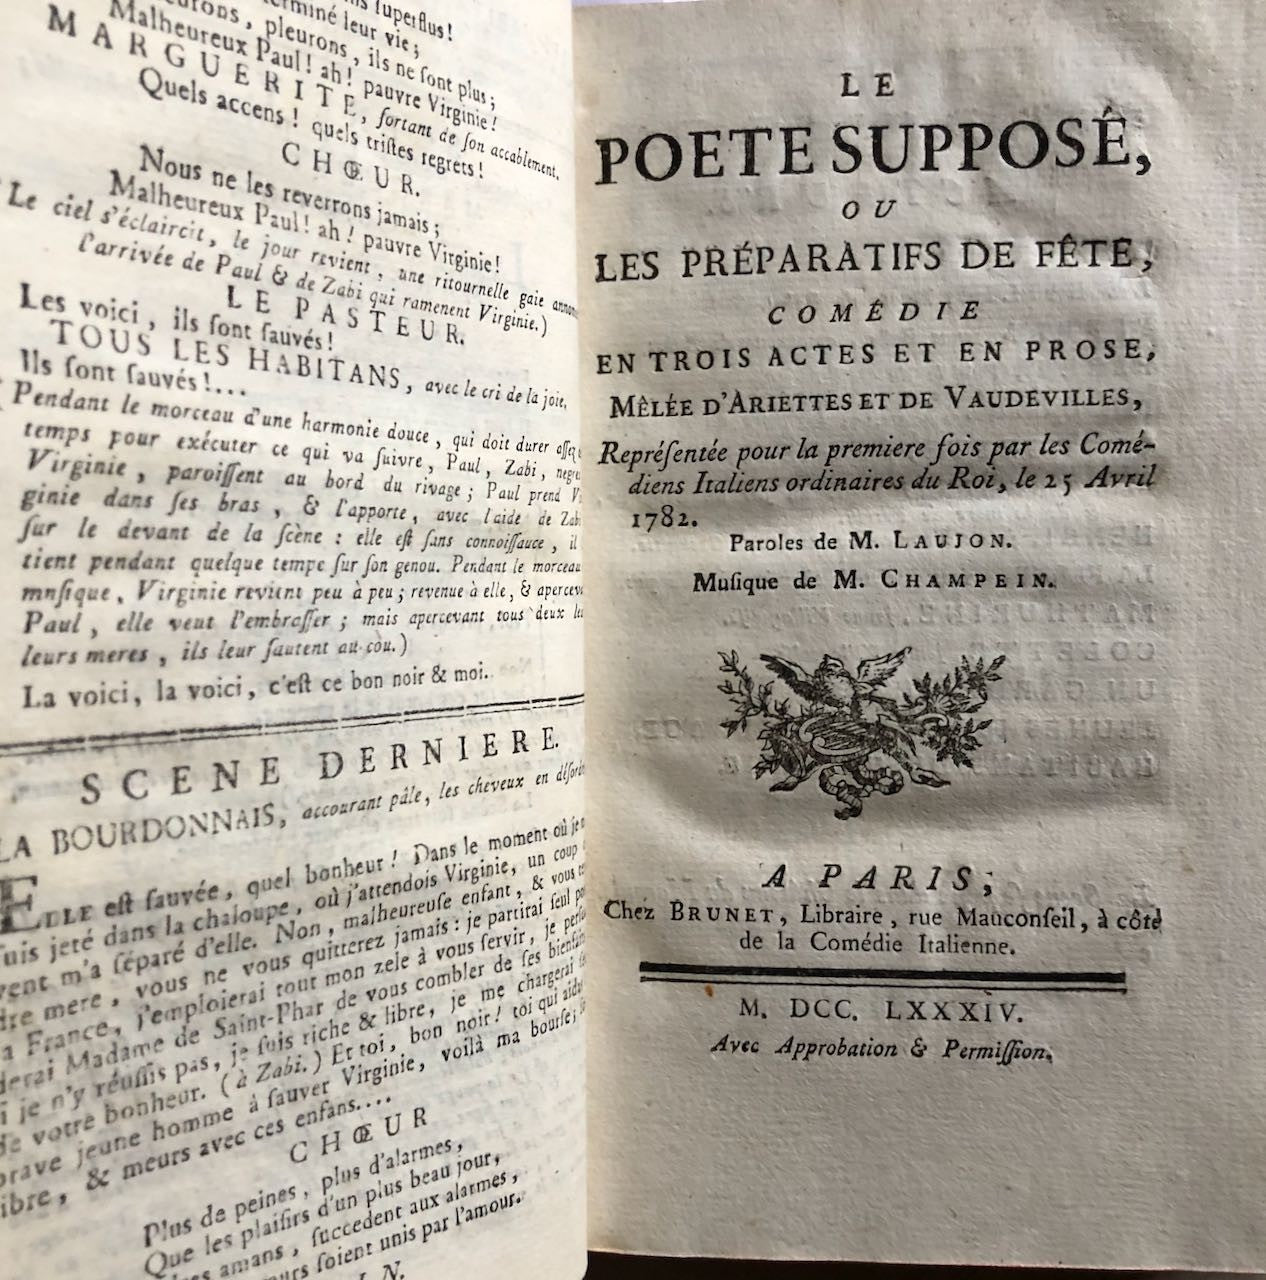 superflus!
terminé leur vie;
pleurons, ils ne sont plus;
Malheureux Paul! ah! pauvre Virginie!
MARGUERITE, sortant de son accablement.
Quels accens! quels tristes regrets!
CHŒUR.
Nous ne les reverrons jamais;
Malheureux Paul! ah! pauvre Virginie!
Le ciel s'éclaircit, le jour revient, une ritournelle gaie annonce
l'arrivée de Paul & de Zabi qui ramenent Virginie.)
LE PASTEUR.
Les voici, ils sont sauvés!
TOUS LES HABITANS, avec le cri de la joie.
Ils sont sauvés!...
Pendant le morceau d'une harmonie douce, qui doit durer assez
temps pour exécuter ce qui va suivre, Paul, Zabi, negre
Virginie, paroissent au bord du rivage; Paul prend Vir
ginie dans ses bras, & l'apporte, avec l'aide de Zabi
sur le devant de la scène: elle est sans connoissance, il
tient pendant quelque temps sur son genou. Pendant le morceau
musique, Virginie revient peu à peu; revenue à elle, & apercev
Paul, elle veut l'embrasser; mais apercevant tous deux
leurs meres, ils leur sautent au cou.)
La voici, la voici, c'est ce bon noir & moi.
SCENE DERNIERE.
LA BOURDONNAIS, accourant pâle, les cheveux en désordre
ELLE est sauvée, quel bonheur! Dans le moment où je
suis jeté dans la chaloupe, où j'attendois Virginie, un coup
vent m'a séparé d'elle. Non, malheureuse enfant, & vous
mere, vous ne vous quitterez jamais: je partirai seul
la France, j'emploierai tout mon zele à vous servir, je
derai Madame de Saint-Phar de vous combler de ses bienfaits
si je n'y réussis pas, je suis riche & libre, je me chargerai
de votre bonheur. (à Zabi.) Et toi, bon noir! toi qui
brave jeune homme à sauver Virginie, voilà ma bourse;
libre, & meurs avec ces enfans....
CHŒUR
Plus de peines, plus d'alarmes,
Que les plaisirs d'un plus beau jour,
amans, succedent aux alarmes,
soient unis par l'amour.
LE
POETE SUPPOSÊ,
OU
LES PRÉPARATIFS DE FÊTE,
COMÉDIE
EN TROIS ACTES ET EN PROSE,
MÊLÉE D'ARIETTES ET DE VAUDEVILLES,
Représentée pour la premiere fois par les Comé-
diens Italiens ordinaires du Roi, le 25 Avril
1782.
Paroles de M. LAUJON.
Musique de M. CHAMPEIN.
A PARIS,
Chez BRUNET, Libraire, rue Mauconseil, à côté
de la Comédie Italienne.
M. DCC. LXXXIV.
Avec Approbation & Permission.